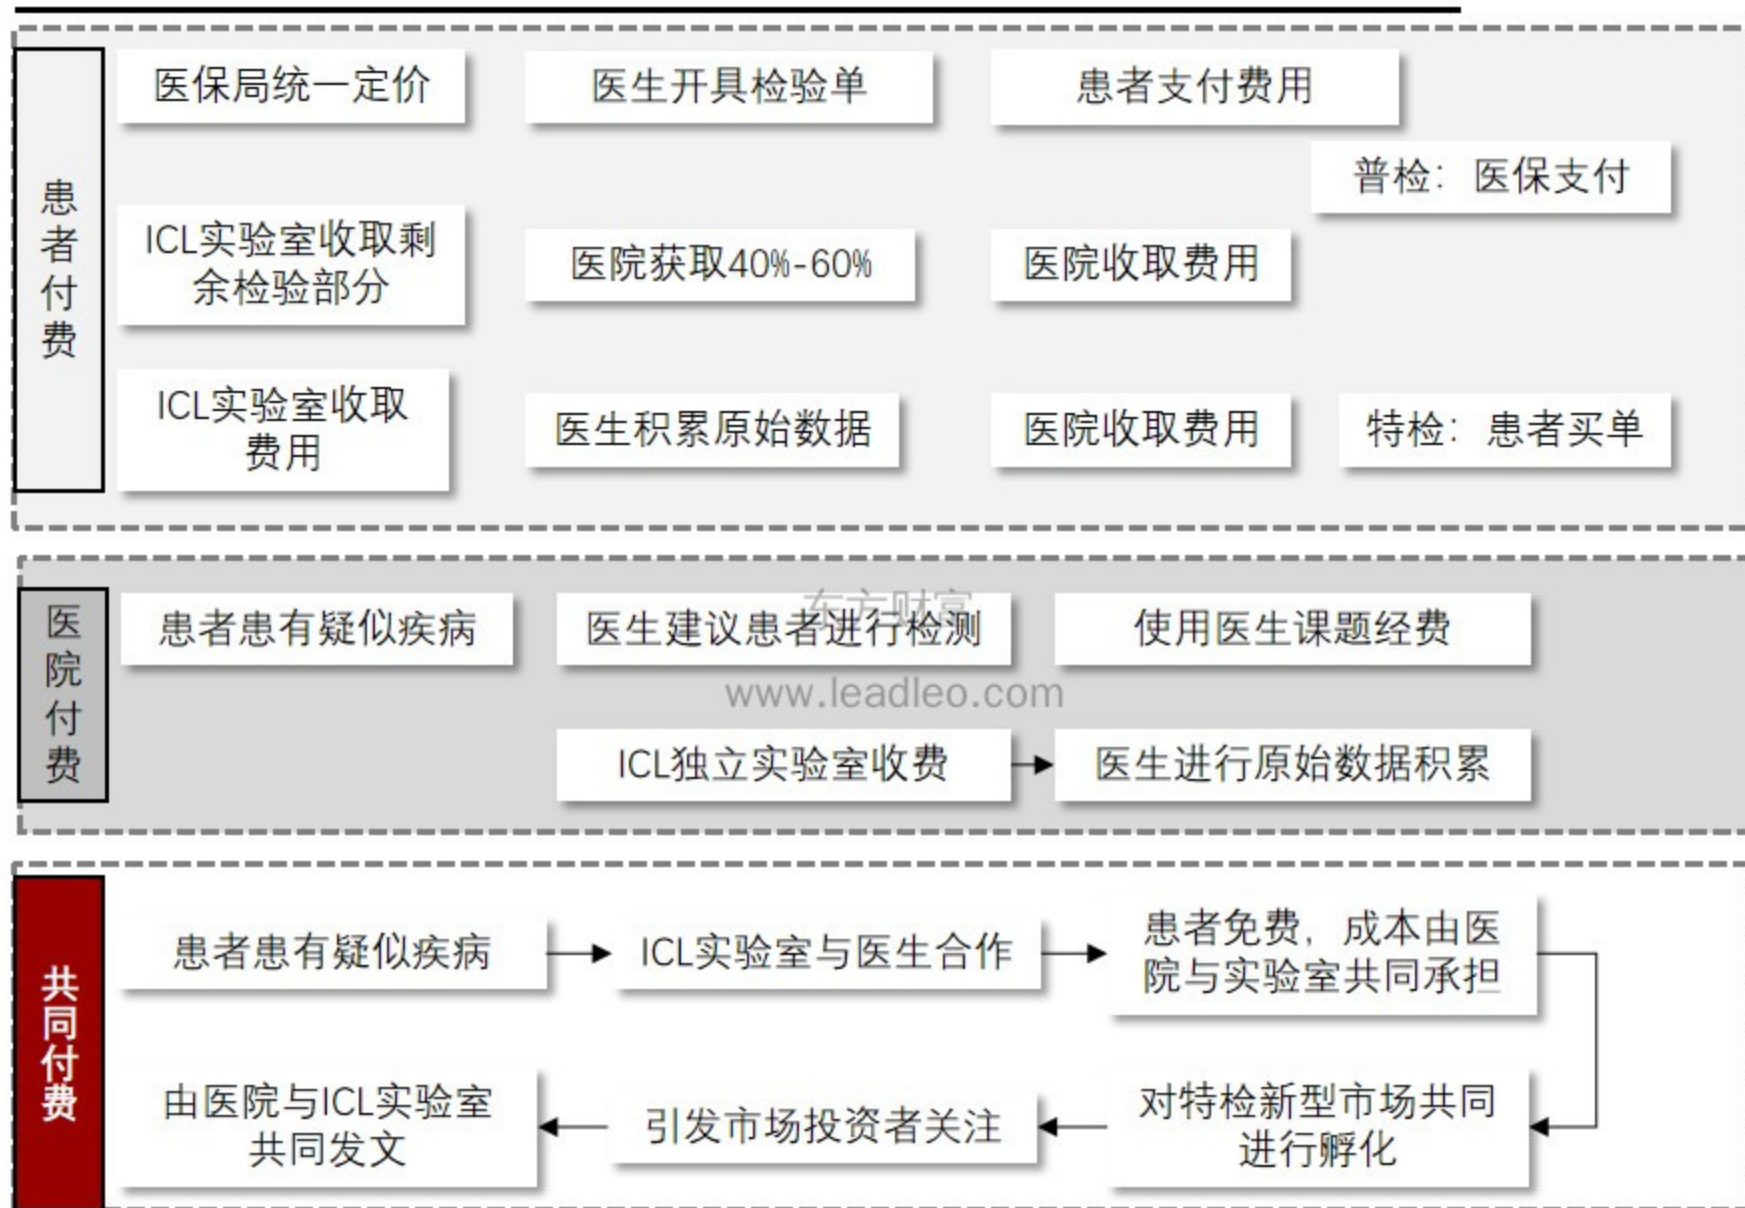 患者付费
医保局统一定价
医生开具检验单
患者支付费用
普检：医保支付
ICL实验室收取剩
余检验部分
医院获取40%-60%
医院收取费用
ICL实验室收取
费用
医生积累原始数据
医院收取费用
特检：患者买单
医院付费
患者患有疑似疾病
医生建议患者进行检测
使用医生课题经费
东方财富
www.leadleo.com
ICL独立实验室收费
医生进行原始数据积累
共同付费
患者患有疑似疾病
ICL实验室与医生合作
患者免费，成本由医
院与实验室共同承担
由医院与ICL实验室
共同发文
引发市场投资者关注
对特检新型市场共同
进行孵化